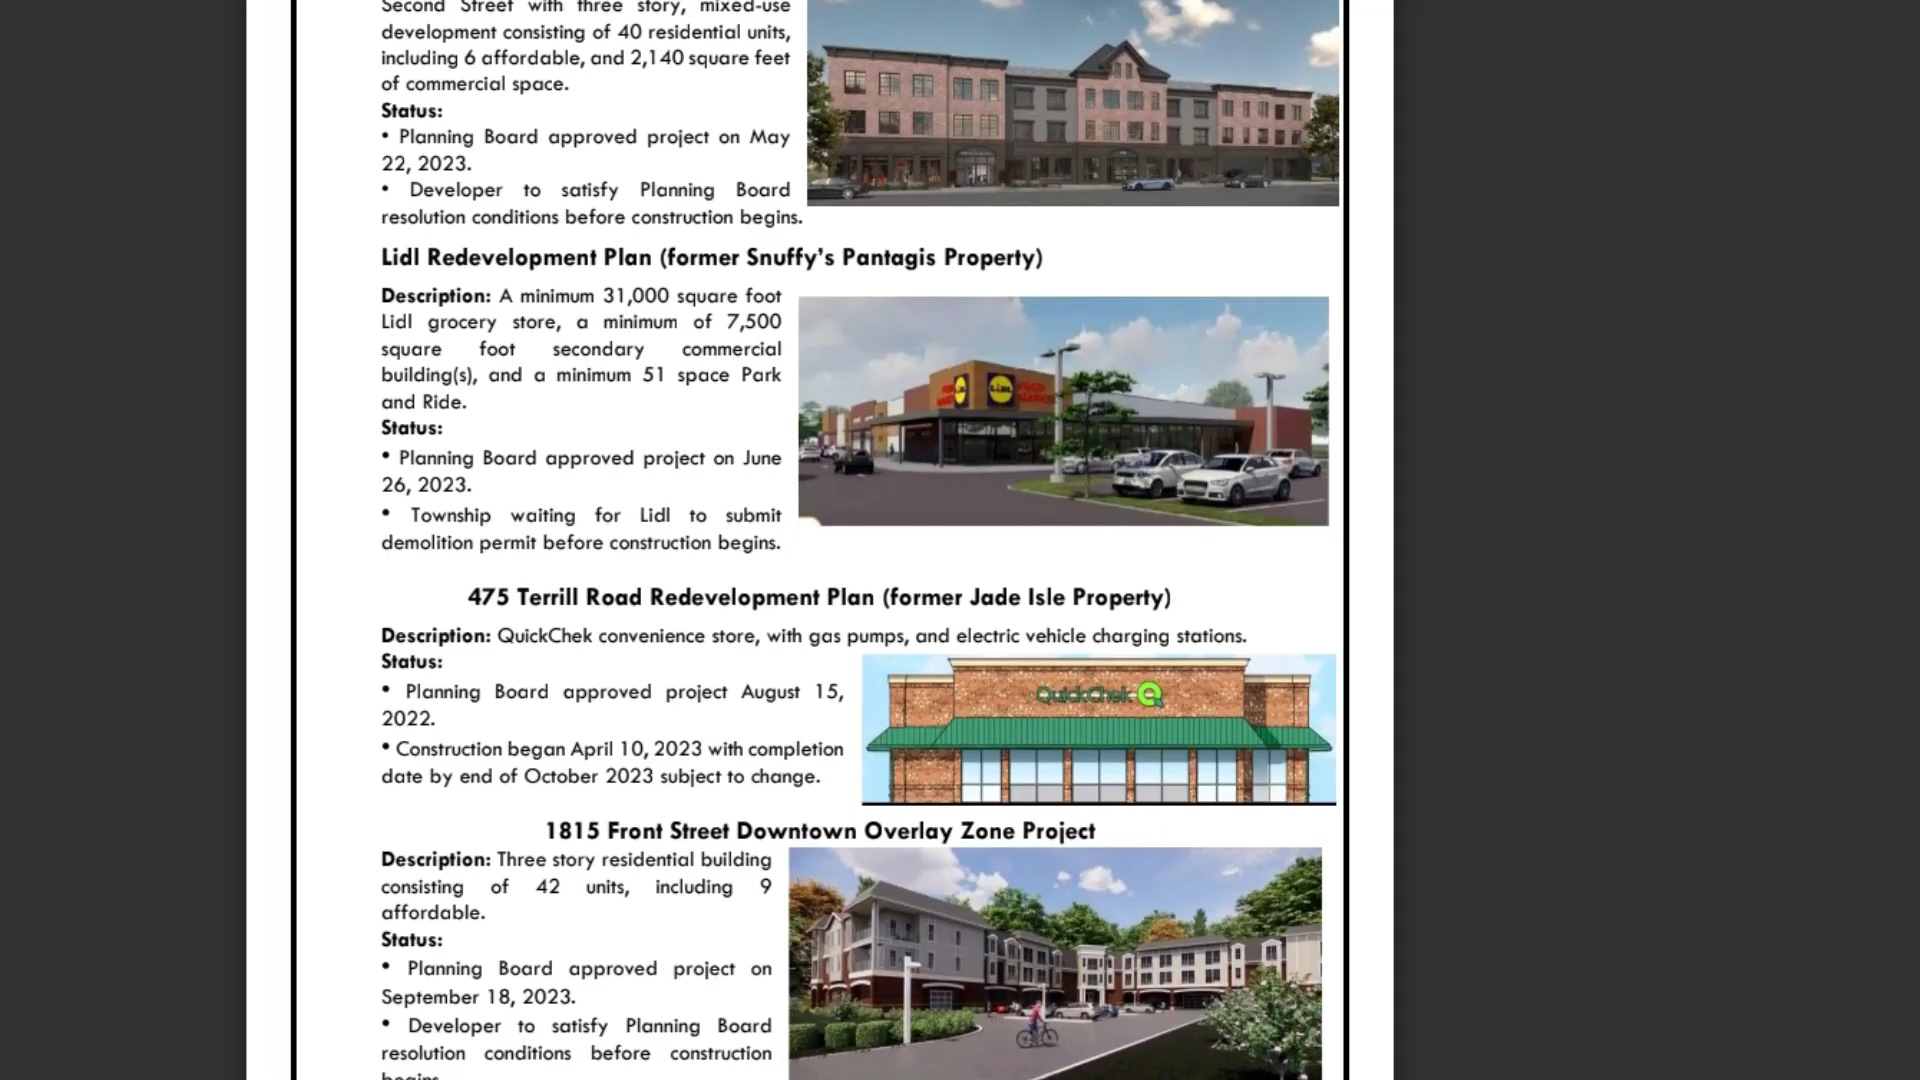 Second Street with three story, mixed-use
development consisting of 40 residential units,
including 6 affordable, and 2,140 square feet
of commercial space.
Status:
• Planning Board approved project on May
22, 2023.
• Developer to satisfy Planning Board
resolution conditions before construction begins.
Lidl Redevelopment Plan (former Snuffy's Pantagis Property)
Description: A minimum 31,000 square foot
Lidl grocery store, a minimum of 7,500
square foot secondary commercial
building(s), and a minimum 51 space Park
and Ride.
Status:
• Planning Board approved project on June
26, 2023.
• Township waiting for Lidl to submit
demolition permit before construction begins.
LiDL FOOD
MARKET
475 Terrill Road Redevelopment Plan (former Jade Isle Property)
Description: QuickChek convenience store, with gas pumps, and electric vehicle charging stations.
Status:
• Planning Board approved project August 15,
2022.
• Construction began April 10, 2023 with completion
date by end of October 2023 subject to change.
QuickChek
1815 Front Street Downtown Overlay Zone Project
Description: Three story residential building
consisting of 42 units, including 9
affordable.
Status:
• Planning Board approved project on
September 18, 2023.
• Developer to satisfy Planning Board
resolution conditions before construction
begins.